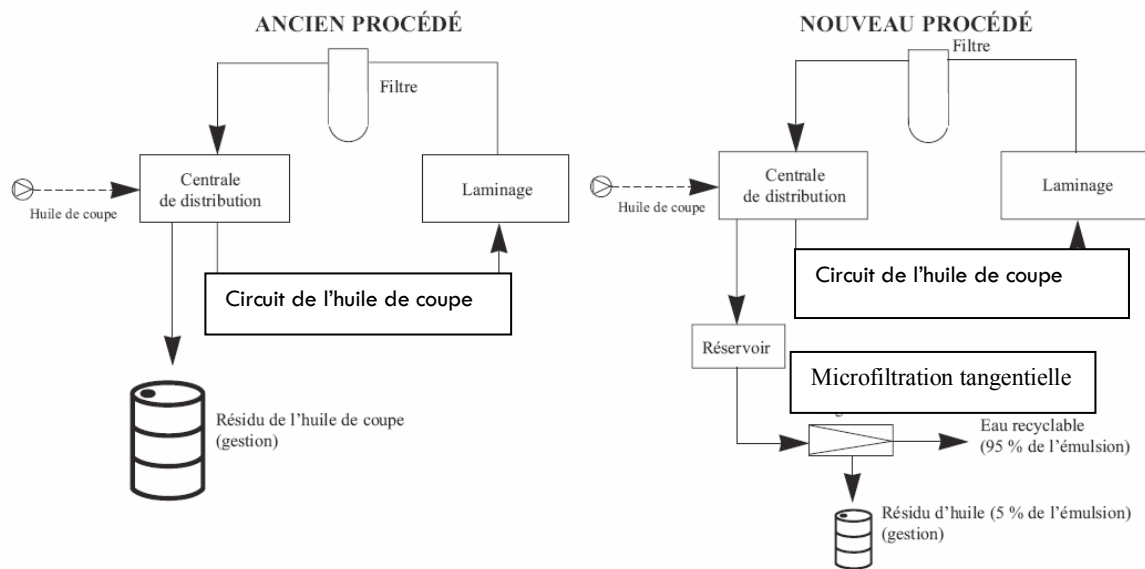 ANCIEN PROCÉDÉ
Filtre
Centrale
de distribution
Laminage
Huile de coupe
Circuit de l'huile de coupe
Résidu de l'huile de coupe
(gestion)
NOUVEAU PROCÉDÉ
Filtre
Centrale
de distribution
Laminage
Huile de coupe
Circuit de l'huile de coupe
Réservoir
Microfiltration tangentielle
Eau recyclable
(95 % de l'émulsion)
Résidu d'huile (5 % de l'émulsion)
(gestion)